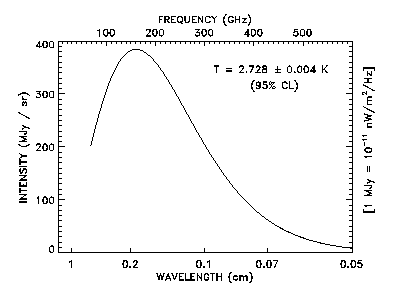 FREQUENCY (GHz)
100 200 300 400 500
400
300
200
100
0
INTENSITY (MJy / sr)
T = 2.728 ± 0.004 K
(95% CL)
[1 MJy = 10⁻¹¹ nW/m²/Hz]
1 0.2 0.1 0.07 0.05
WAVELENGTH (cm)